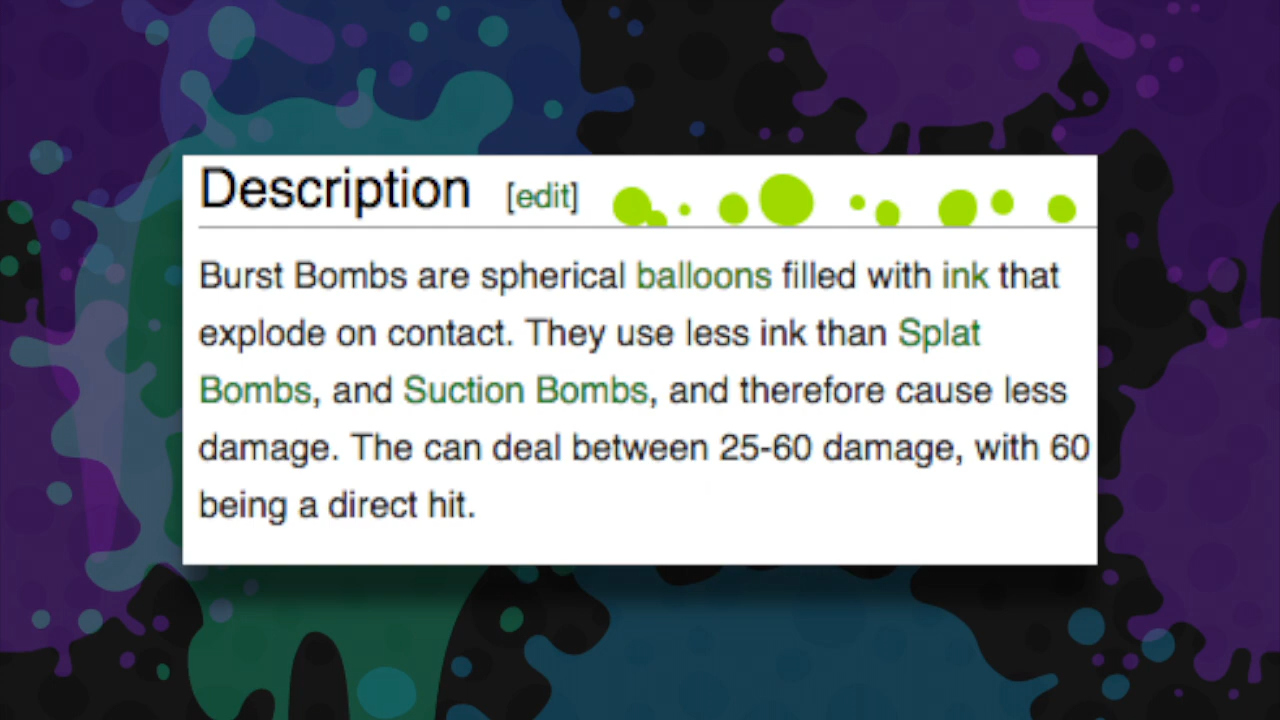 Description [edit]
Burst Bombs are spherical balloons filled with ink that
explode on contact. They use less ink than Splat
Bombs, and Suction Bombs, and therefore cause less
damage. The can deal between 25-60 damage, with 60
being a direct hit.